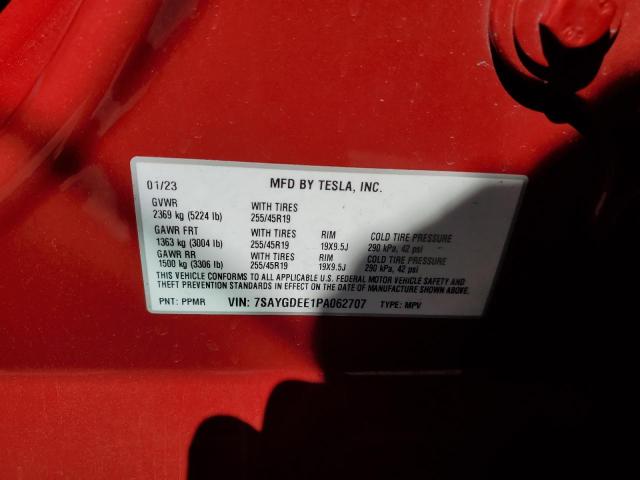 01/23 MFD BY TESLA, INC.
GVWR WITH TIRES
2369 kg (5224 lb) 255/45R19
GAWR FRT WITH TIRES RIM COLD TIRE PRESSURE
1363 kg (3004 lb) 255/45R19 19X9.5J 290 kPa, 42 psi
GAWR RR WITH TIRES RIM COLD TIRE PRESSURE
1500 kg (3306 lb) 255/45R19 19X9.5J 290 kPa, 42 psi
THIS VEHICLE CONFORMS TO ALL APPLICABLE U.S. FEDERAL MOTOR VEHICLE SAFETY AND
THEFT PREVENTION STANDARDS IN EFFECT ON THE DATE OF MANUFACTURE SHOWN ABOVE.
PNT: PPMR VIN: 7SAYGDEE1PA062707 TYPE: MPV